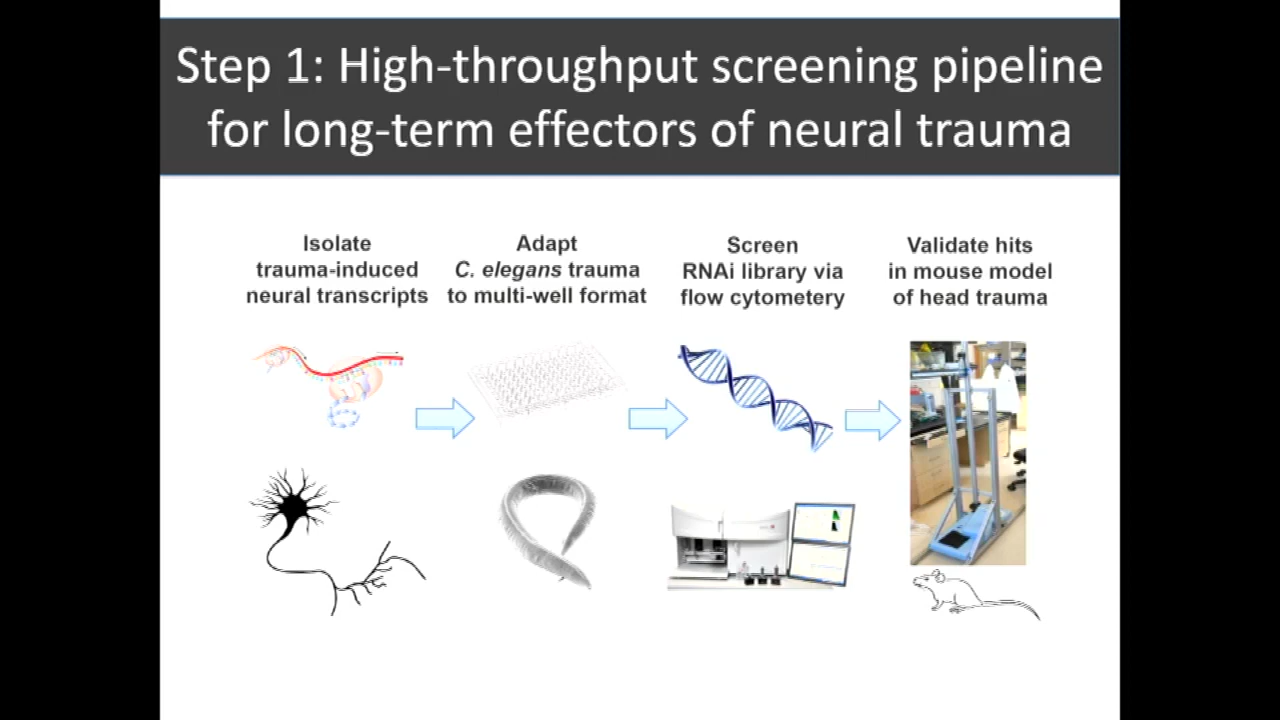 Step 1: High-throughput screening pipeline
for long-term effectors of neural trauma
Isolate
trauma-induced
neural transcripts
Adapt
C. elegans trauma
to multi-well format
Screen
RNAi library via
flow cytometery
Validate hits
in mouse model
of head trauma